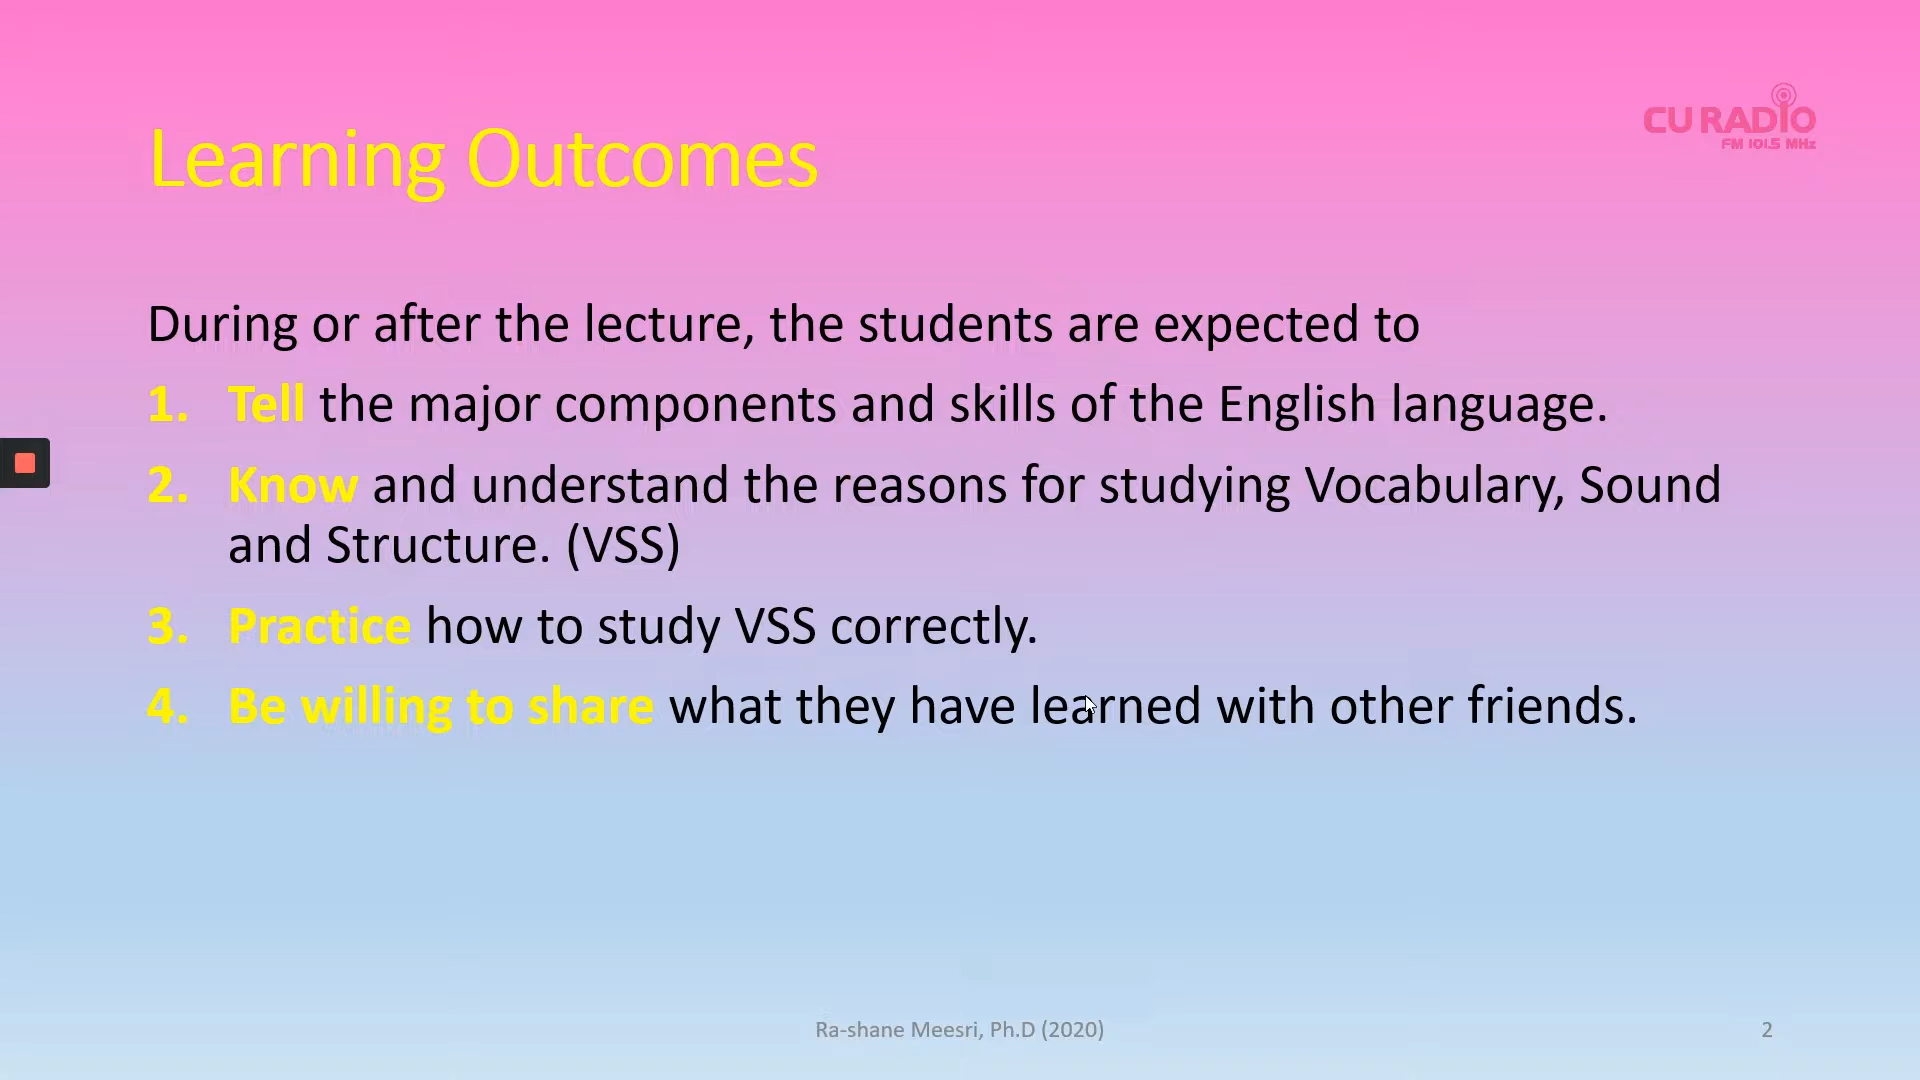 CU RADIO
FM 101.5 MHz
Learning Outcomes
During or after the lecture, the students are expected to
1. Tell the major components and skills of the English language.
2. Know and understand the reasons for studying Vocabulary, Sound
and Structure. (VSS)
3. Practice how to study VSS correctly.
4. Be willing to share what they have learned with other friends.
Ra-shane Meesri, Ph.D (2020)
2